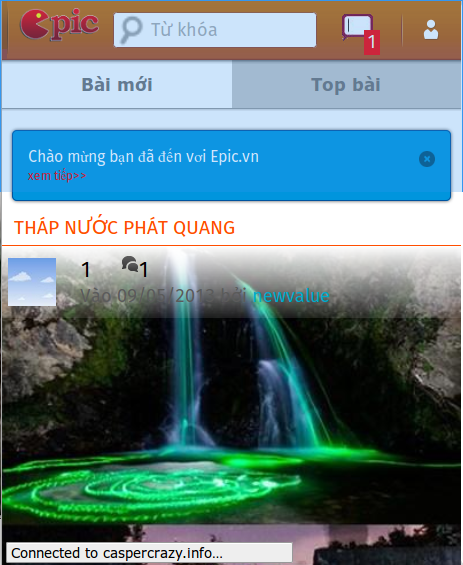 epic
Từ khóa
1
Bài mới
Top bài
Chào mừng bạn đã đến với Epic.vn
xem tiếp>>
THÁP NƯỚC PHÁT QUANG
1 1
Vào 09/05/2013 bởi newvalue
Connected to caspercrazy.info...